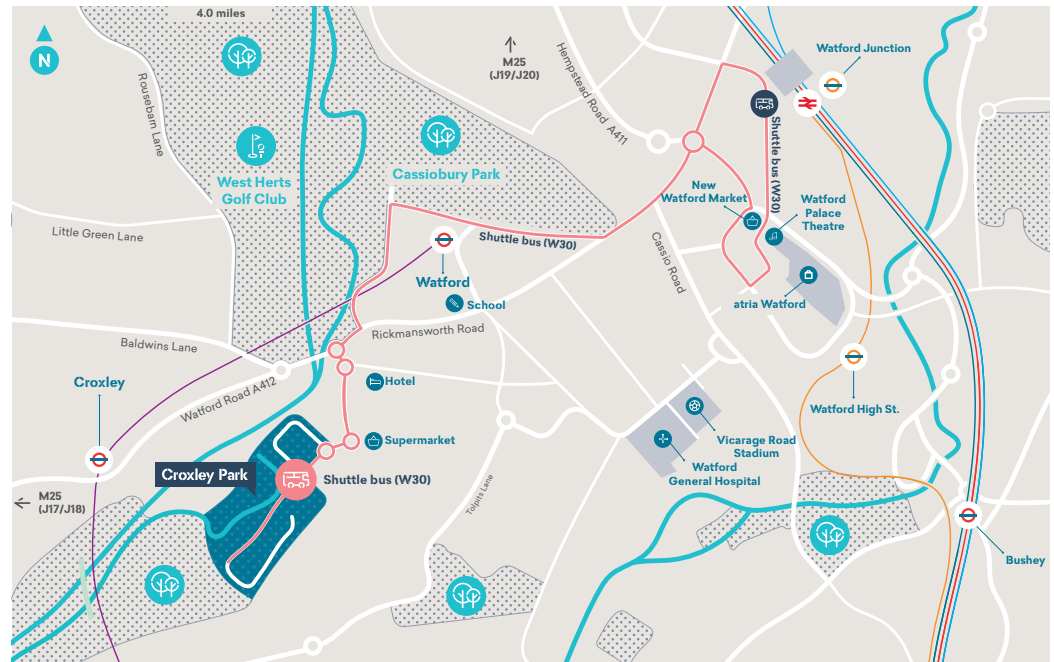 4.0 miles
N
M25
(J19/J20)
Hempstead Road A411
Watford Junction
Rousebarn Lane
West Herts
Golf Club
Cassiobury Park
Shuttle bus (W30)
New
Watford Market
Watford
Palace
Theatre
Little Green Lane
Shuttle bus (W30)
Cassio Road
Watford
School
atria Watford
Rickmansworth Road
Baldwins Lane
Croxley
Watford Road A412
Hotel
Watford High St.
Supermarket
Vicarage Road
Stadium
Watford
General Hospital
Croxley Park
Shuttle bus (W30)
Tolpits Lane
M25
(J17/J18)
Bushey